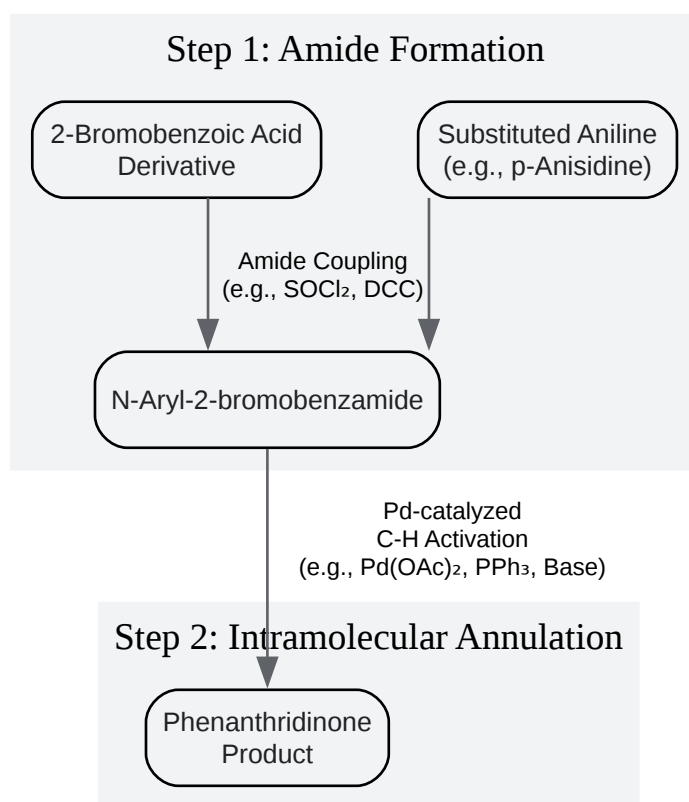 Step 1: Amide Formation
2-Bromobenzoic Acid
Derivative
Substituted Aniline
(e.g., p-Anisidine)
Amide Coupling
(e.g., SOCl₂, DCC)
N-Aryl-2-bromobenzamide
Pd-catalyzed
C-H Activation
(e.g., Pd(OAc)₂, PPh₃, Base)
Step 2: Intramolecular Annulation
Phenanthridinone
Product